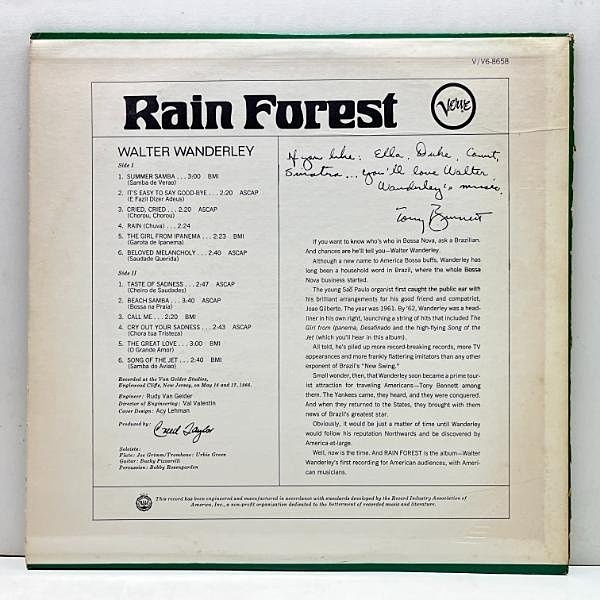 V/V6-8658
Rain Forest
Verve
WALTER WANDERLEY
Side I
1. SUMMER SAMBA . . . 3:00 BMI
(Samba de Verao)
2. IT'S EASY TO SAY GOOD-BYE . . . 2:20 ASCAP
(E Fazil Dizer Adeus)
3. CRIED, CRIED . . . 2:20 ASCAP
(Chorou, Chorou)
4. RAIN (Chuva) . . . 2:24
5. THE GIRL FROM IPANEMA . . . 2:23 BMI
(Garota de Ipanema)
6. BELOVED MELANCHOLY . . . 2:40 ASCAP
(Saudade Querida)
Side II
1. TASTE OF SADNESS . . . 2:47 ASCAP
(Cheiro de Saudades)
2. BEACH SAMBA . . . 3:40 ASCAP
(Bossa na Praia)
3. CALL ME . . . 2:20 BMI
4. CRY OUT YOUR SADNESS . . . 2:43 ASCAP
(Chora tua Tristeza)
5. THE GREAT LOVE . . . 3:00 BMI
(O Grande Amor)
6. SONG OF THE JET . . . 2:40 BMI
(Samba do Aviao)
Recorded at the Van Gelder Studios,
Englewood Cliffs, New Jersey, on May 16 and 17, 1966.
Engineer: Rudy Van Gelder
Director of Engineering: Val Valentin
Cover Design: Acy Lehman
Produced by: Creed Taylor
Soloists:
Flute: Joe Grimm/Trombone: Urbie Green
Guitar: Bucky Pizzarelli
Percussion: Bobby Rosengarden
If you like: Ella, Duke, Count,
Sinatra... you'll love Walter
Wanderley's music.
Tony Bennett
If you want to know who's who in Bossa Nova, ask a Brazilian.
And chances are he'll tell you—Walter Wanderley.
Although a new name to America Bossa buffs, Wanderley has
long been a household word in Brazil, where the whole Bossa
Nova business started.
The young Saõ Paulo organist first caught the public ear with
his brilliant arrangements for his good friend and compatriot,
Jose Gilberto. The year was 1961. By '62, Wanderley was a head-
liner in his own right, launching a string of hits that included The
Girl from Ipanema, Desafinado and the high-flying Song of the
Jet (which you'll hear in this album).
All told, he's piled up more record-breaking records, more TV
appearances and more frankly flattering imitators than any other
exponent of Brazil's "New Swing."
Small wonder, then, that Wanderley soon became a prime tour-
ist attraction for traveling Americans—Tony Bennett among
them. The Yankees came, they heard, and they were conquered.
And when they returned to the States, they brought with them
news of Brazil's greatest star.
Obviously, it would be just a matter of time until Wanderley
would follow his reputation Northwards and be discovered by
America-at-large.
Well, now is the time. And RAIN FOREST is the album—Walter
Wanderley's first recording for American audiences, with Ameri-
can musicians.
This record has been engineered and manufactured in accordance with standards developed by the Record Industry Association of
America, Inc., a non-profit organization dedicated to the betterment of recorded music and literature.